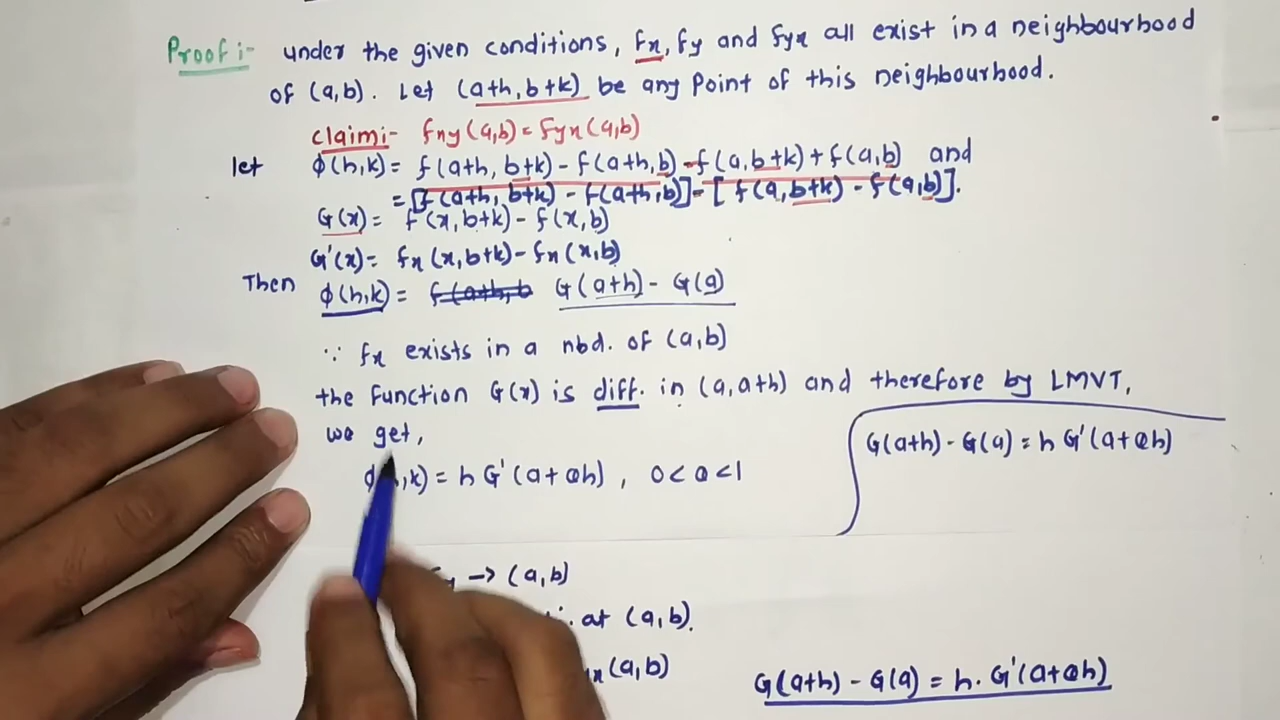 Proof :- under the given conditions, fx, fy and fyx all exist in a neighbourhood
of (a,b). Let (a+h, b+k) be any point of this neighbourhood.
claim:- fxy(a,b) = fyx(a,b)
let ϕ(h,k) = f(a+h, b+k) - f(a+h, b) - f(a, b+k) + f(a,b) and
= [f(a+h, b+k) - f(a+h, b)] - [f(a, b+k) - f(a,b)].
G(x) = f(x, b+k) - f(x, b)
G'(x) = fx(x, b+k) - fx(x, b)
Then ϕ(h,k) = f(a+h, b G(a+h) - G(a)
∵ fx exists in a nbd. of (a,b)
the function G(x) is diff. in (a, a+h) and therefore by LMVT,
we get,
G(a+h) - G(a) = h G'(a+θh)
ϕ(h,k) = h G'(a+θh), 0<θ<1
→ (a,b)
at (a,b).
(a,b)
G(a+h) - G(a) = h. G'(a+θh)